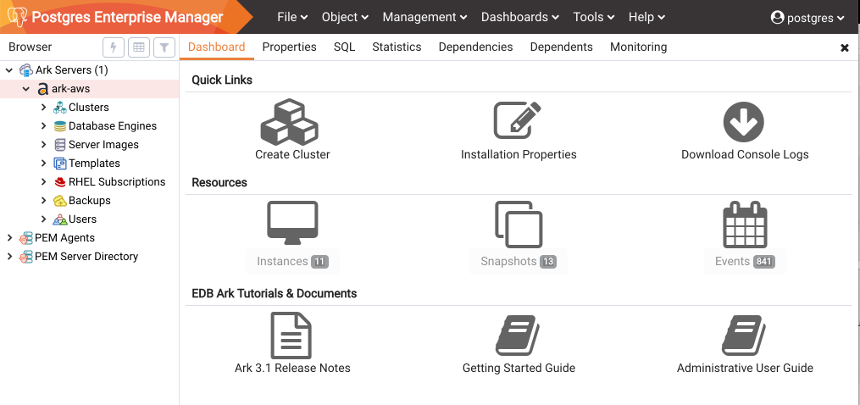 Postgres Enterprise Manager File Object Management Dashboards Tools Help postgres
Browser Dashboard Properties SQL Statistics Dependencies Dependents Monitoring
Ark Servers (1)
ark-aws
Clusters
Database Engines
Server Images
Templates
RHEL Subscriptions
Backups
Users
PEM Agents
PEM Server Directory
Quick Links
Create Cluster Installation Properties Download Console Logs
Resources
Instances 11 Snapshots 13 Events 841
EDB Ark Tutorials & Documents
Ark 3.1 Release Notes Getting Started Guide Administrative User Guide